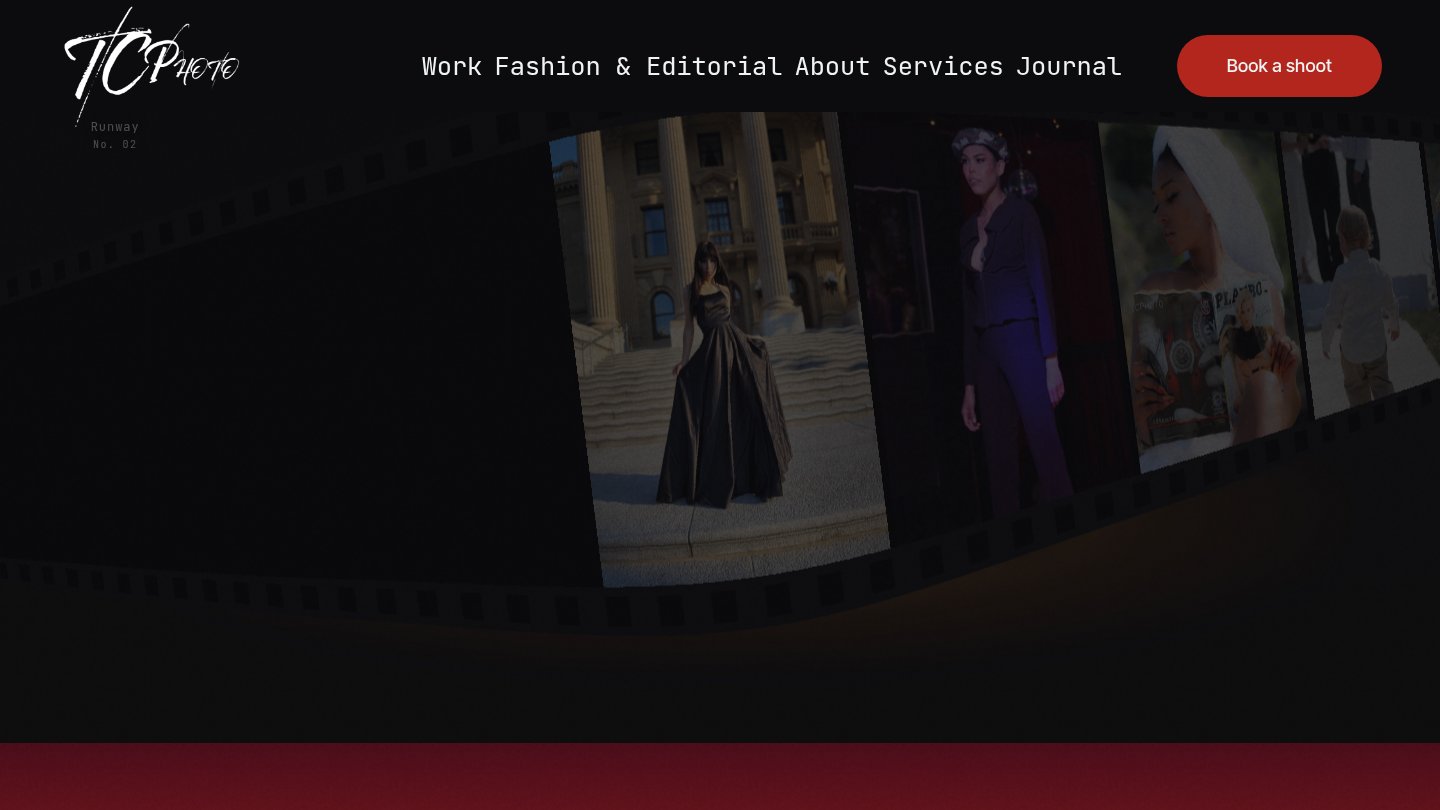 TCPHOTO
Work Fashion & Editorial About Services Journal
Book a shoot
Runway
No. 02